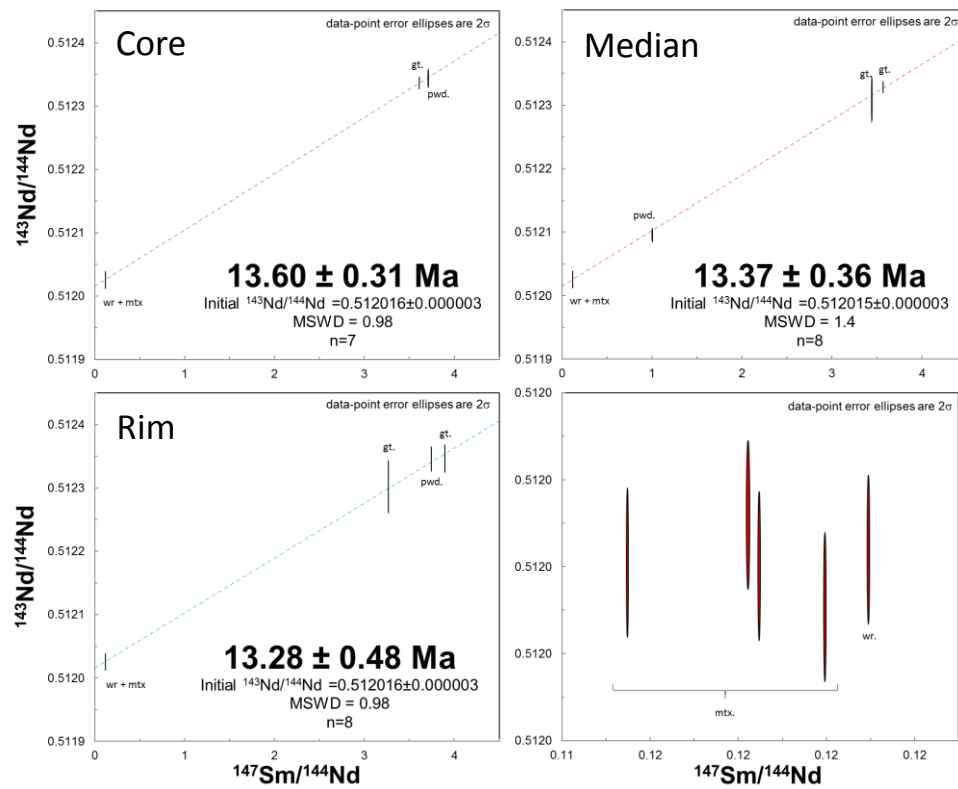 Core
data-point error ellipses are 2σ
0.5124
0.5123
0.5122
0.5121
0.5120
0.5119
143Nd/144Nd
gt.
pwd.
wr + mtx
13.60 ± 0.31 Ma
Initial 143Nd/144Nd =0.512016±0.000003
MSWD = 0.98
n=7
0 1 2 3 4
Median
data-point error ellipses are 2σ
0.5124
0.5123
0.5122
0.5121
0.5120
0.5119
gt.
gt.
pwd.
wr + mtx
13.37 ± 0.36 Ma
Initial 143Nd/144Nd =0.512015±0.000003
MSWD = 1.4
n=8
0 1 2 3 4
Rim
data-point error ellipses are 2σ
0.5124
0.5123
0.5122
0.5121
0.5120
0.5119
143Nd/144Nd
gt.
gt.
pwd.
wr + mtx
13.28 ± 0.48 Ma
Initial 143Nd/144Nd =0.512016±0.000003
MSWD = 0.98
n=8
0 1 2 3 4
147Sm/144Nd
data-point error ellipses are 2σ
0.5120
0.5120
0.5120
0.5120
0.5120
wr.
mtx.
0.11 0.12 0.12 0.12 0.12
147Sm/144Nd